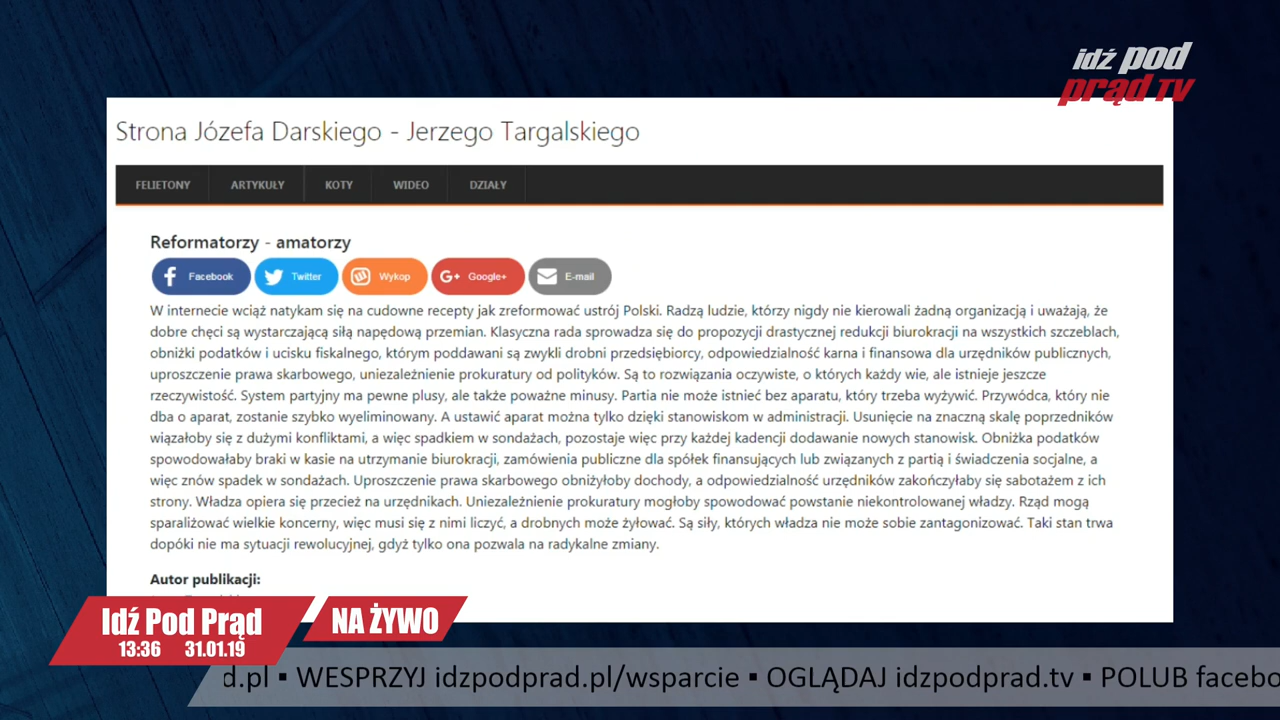 idź pod
prąd TV
Strona Józefa Darskiego - Jerzego Targalskiego
FELIETONY ARTYKUŁY KOTY WIDEO DZIAŁY
Reformatorzy - amatorzy
Facebook Twitter Wykop Google+ E-mail
W internecie wciąż natykam się na cudowne recepty jak zreformować ustrój Polski. Radzą ludzie, którzy nigdy nie kierowali żadną organizacją i uważają, że
dobre chęci są wystarczającą siłą napędową przemian. Klasyczna rada sprowadza się do propozycji drastycznej redukcji biurokracji na wszystkich szczeblach,
obniżki podatków i ucisku fiskalnego, którym poddawani są zwykli drobni przedsiębiorcy, odpowiedzialność karna i finansowa dla urzędników publicznych,
uproszczenie prawa skarbowego, uniezależnienie prokuratury od polityków. Są to rozwiązania oczywiste, o których każdy wie, ale istnieje jeszcze
rzeczywistość. System partyjny ma pewne plusy, ale także poważne minusy. Partia nie może istnieć bez aparatu, który trzeba wyżywić. Przywódca, który nie
dba o aparat, zostanie szybko wyeliminowany. A ustawić aparat można tylko dzięki stanowiskom w administracji. Usunięcie na znaczną skalę poprzedników
wiązałoby się z dużymi konfliktami, a więc spadkiem w sondażach, pozostaje więc przy każdej kadencji dodawanie nowych stanowisk. Obniżka podatków
spowodowałaby braki w kasie na utrzymanie biurokracji, zamówienia publiczne dla spółek finansujących lub związanych z partią i świadczenia socjalne, a
więc znów spadek w sondażach. Uproszczenie prawa skarbowego obniżyłoby dochody, a odpowiedzialność urzędników zakończyłaby się sabotażem z ich
strony. Władza opiera się przecież na urzędnikach. Uniezależnienie prokuratury mogłoby spowodować powstanie niekontrolowanej władzy. Rząd mogą
sparaliżować wielkie koncerny, więc musi się z nimi liczyć, a drobnych może żyłować. Są siły, których władza nie może sobie zantagonizować. Taki stan trwa
dopóki nie ma sytuacji rewolucyjnej, gdyż tylko ona pozwala na radykalne zmiany.
Autor publikacji:
Idź Pod Prąd NA ŻYWO
13:36 31.01.19
d.pl ▪ WESPRZYJ idzpodprad.pl/wsparcie ▪ OGLĄDAJ idzpodprad.tv ▪ POLUB facebo